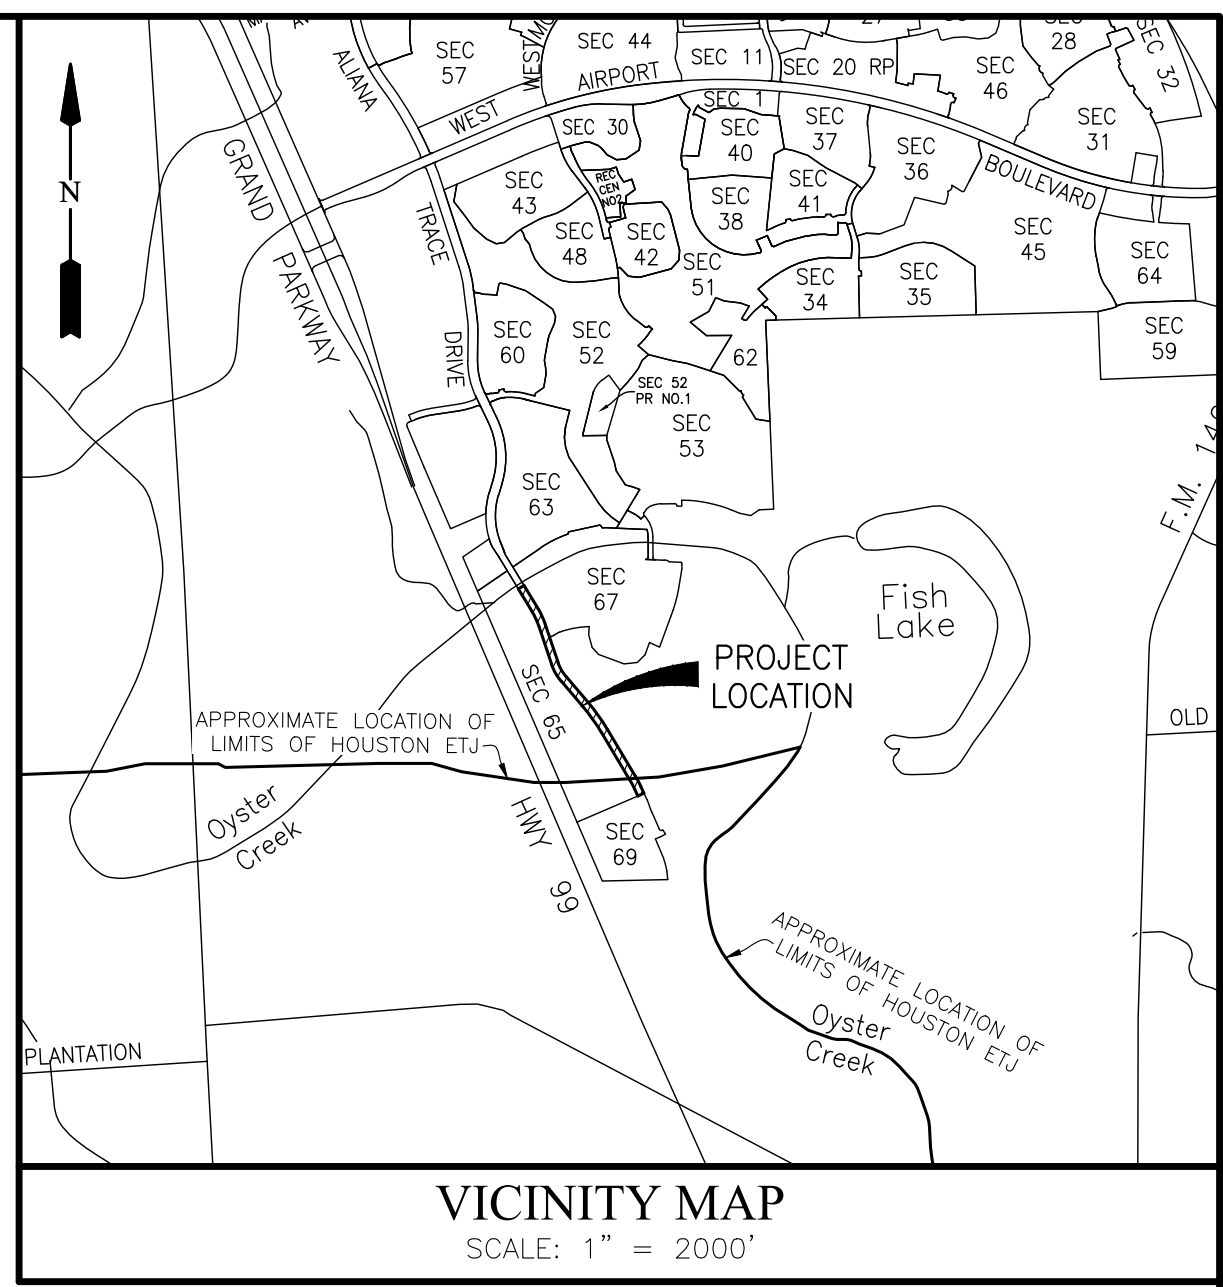 SEC
57
SEC 44
SEC 11
27
SEC
28
SEC 32
SEC 20 RP
SEC
46
SEC
31
ALIANA
WEST
AIRPORT
SEC 1
SEC 30
SEC
40
SEC
37
SEC
36
BOULEVARD
N
GRAND
PARKWAY
TRACE
DRIVE
SEC
43
REC
CEN
NO2
SEC
48
SEC
42
SEC
38
SEC
41
SEC
45
SEC
64
SEC
51
SEC
34
SEC
35
SEC
59
SEC
60
SEC
52
62
SEC 52
PR NO.1
SEC
53
SEC
63
F.M.
SEC
67
Fish
Lake
PROJECT
LOCATION
SEC 65
APPROXIMATE LOCATION OF
LIMITS OF HOUSTON ETJ
OLD
Oyster
Creek
HWY
99
SEC
69
APPROXIMATE LOCATION OF
LIMITS OF HOUSTON ETJ
Oyster
Creek
PLANTATION
VICINITY MAP
SCALE: 1" = 2000'